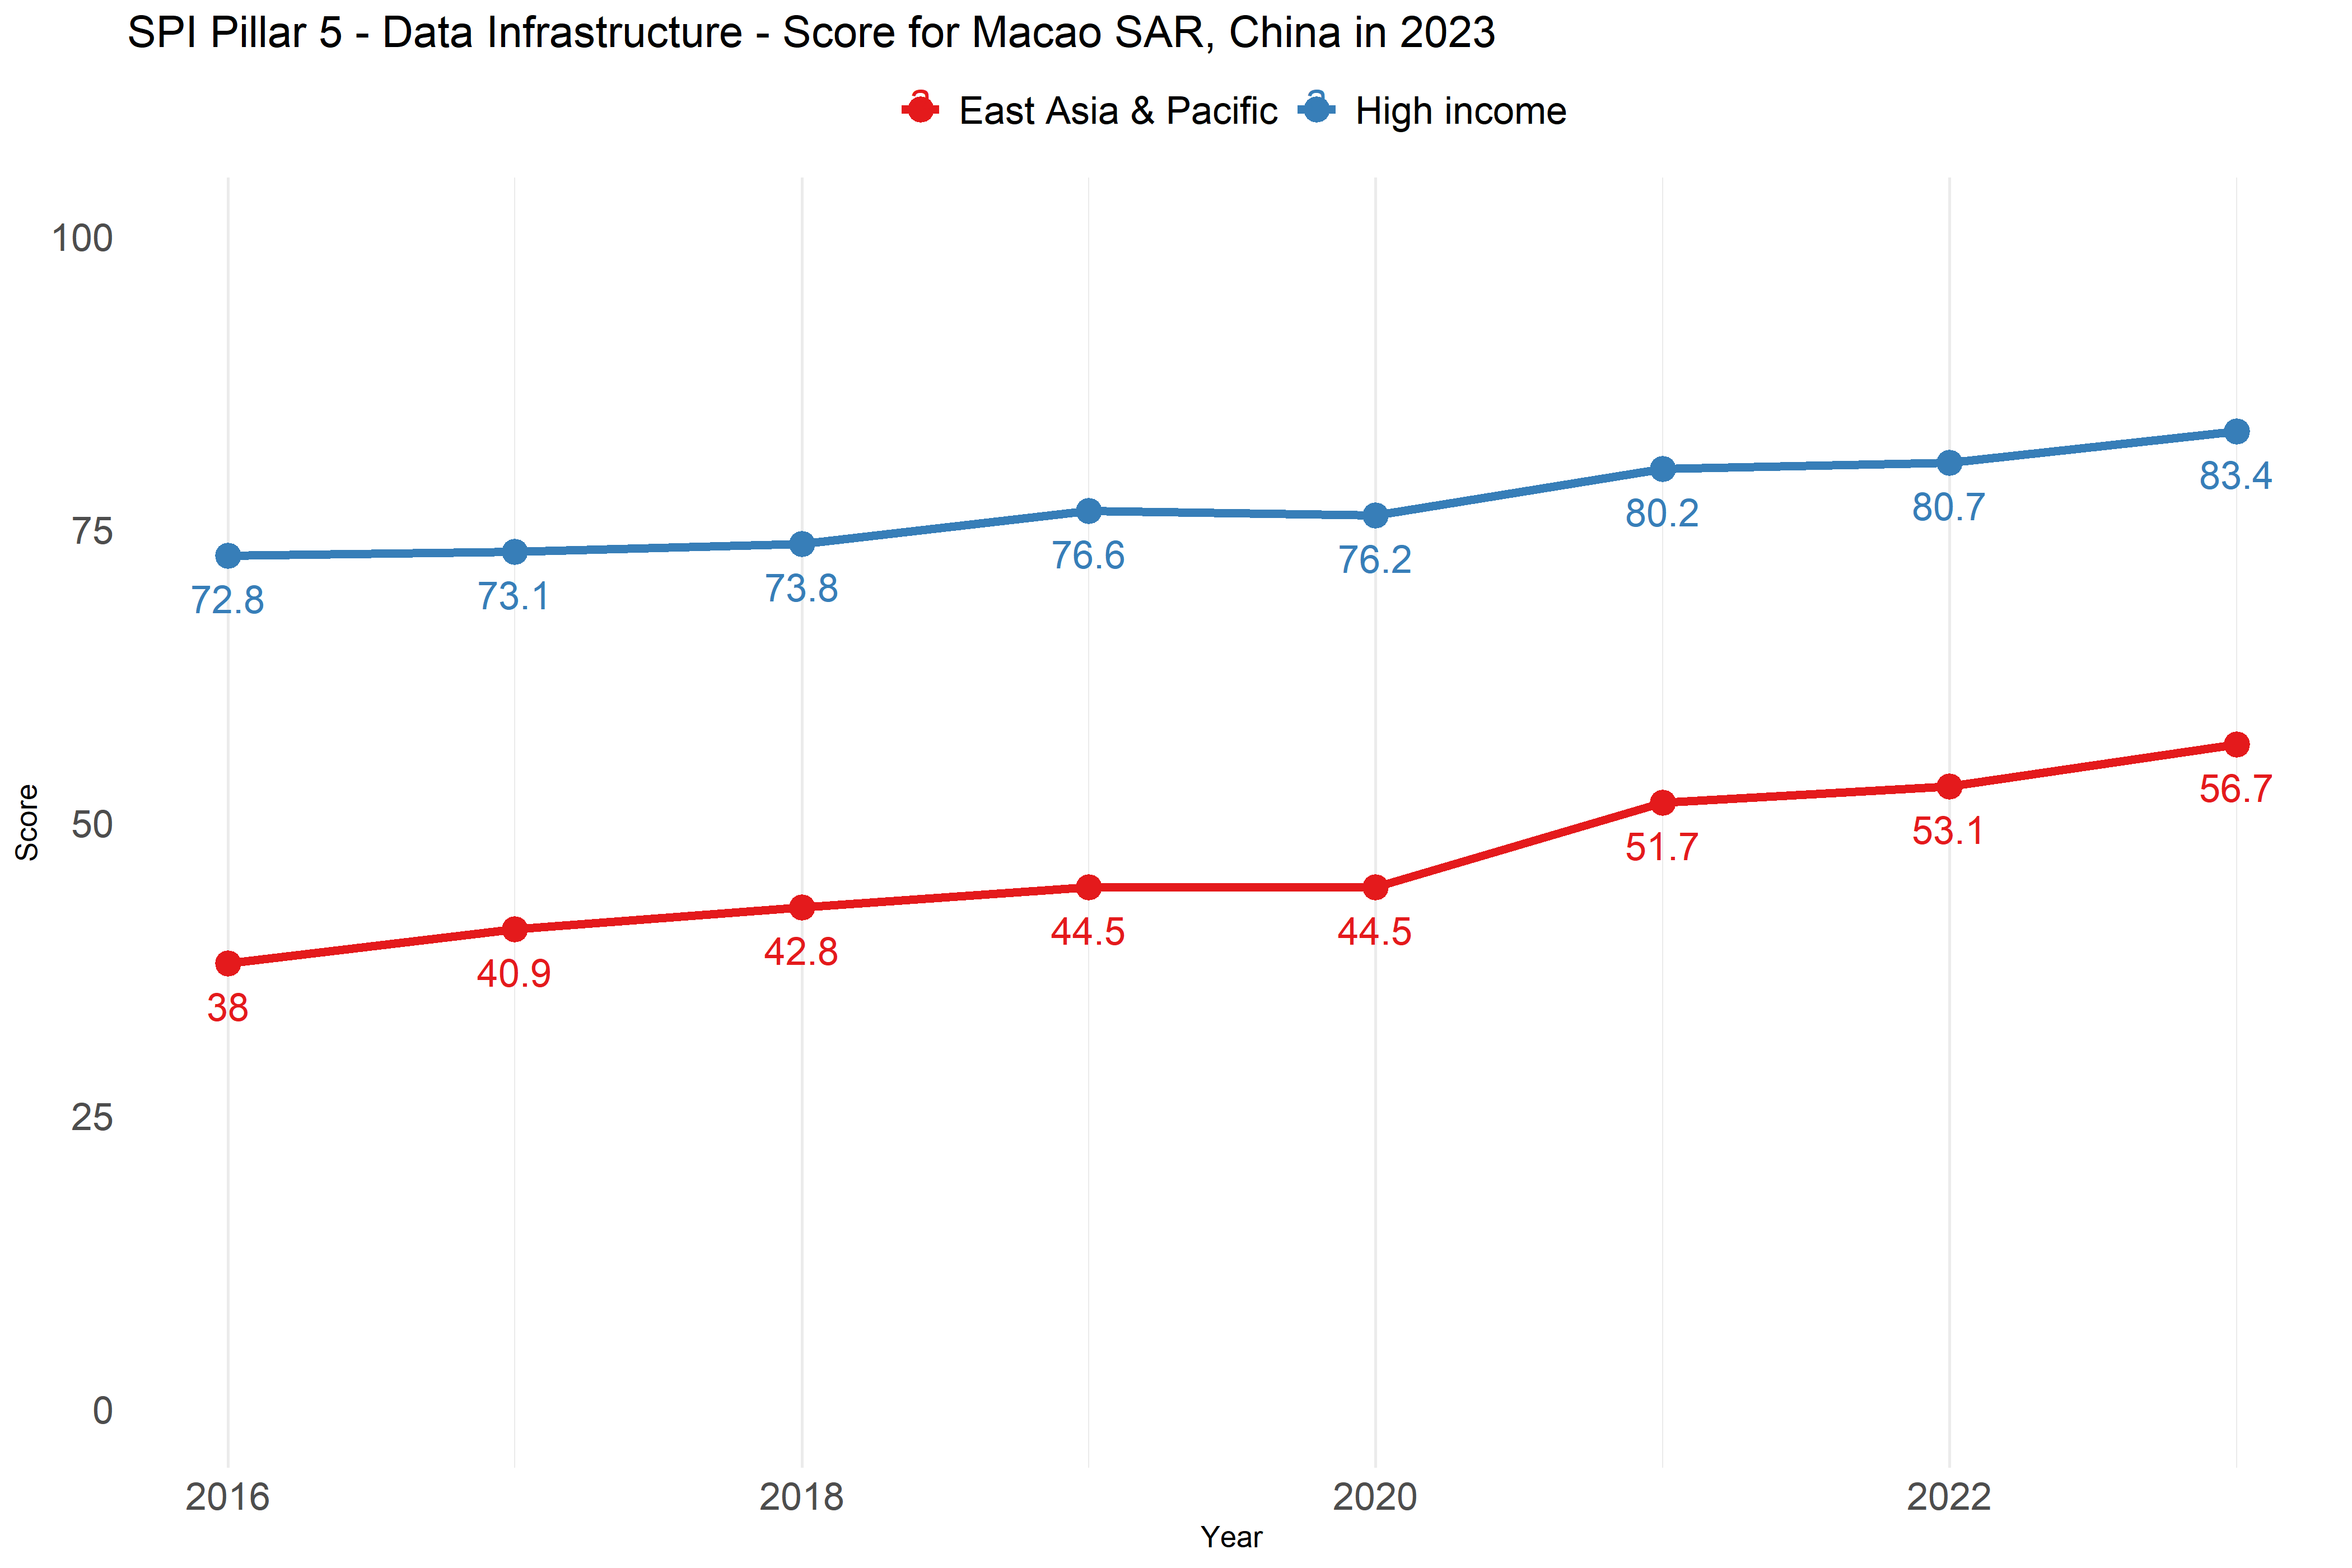 SPI Pillar 5 - Data Infrastructure - Score for Macao SAR, China in 2023
East Asia & Pacific High income
100
75
50
25
0
Score
72.8 73.1 73.8 76.6 76.2 80.2 80.7 83.4
38 40.9 42.8 44.5 44.5 51.7 53.1 56.7
2016 2018 2020 2022
Year